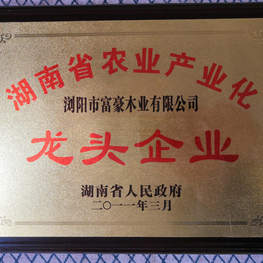 湖南省农业产业化
浏阳市富豪木业有限公司
龙头企业
湖南省人民政府
二〇一一年三月